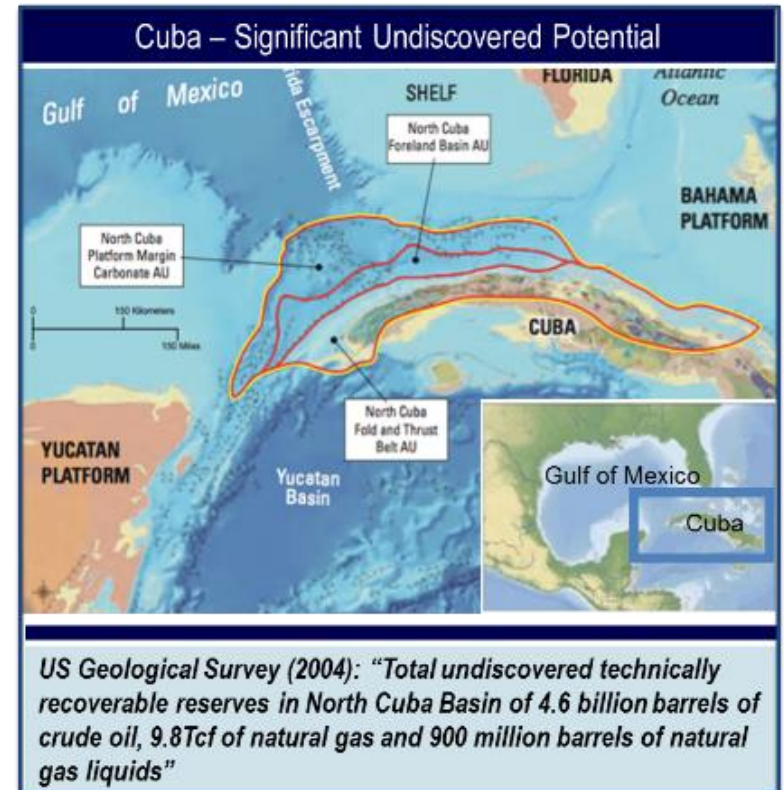 Cuba – Significant Undiscovered Potential
Gulf of Mexico
rida Escarpment
SHELF
FLORIDA
Atlantic
Ocean
North Cuba
Foreland Basin AU
BAHAMA
PLATFORM
North Cuba
Platform Margin
Carbonate AU
0 150 Kilometers
0 150 Miles
CUBA
North Cuba
Fold and Thrust
Belt AU
YUCATAN
PLATFORM
Yucatan
Basin
Gulf of Mexico
Cuba
US Geological Survey (2004): “Total undiscovered technically
recoverable reserves in North Cuba Basin of 4.6 billion barrels of
crude oil, 9.8Tcf of natural gas and 900 million barrels of natural
gas liquids”